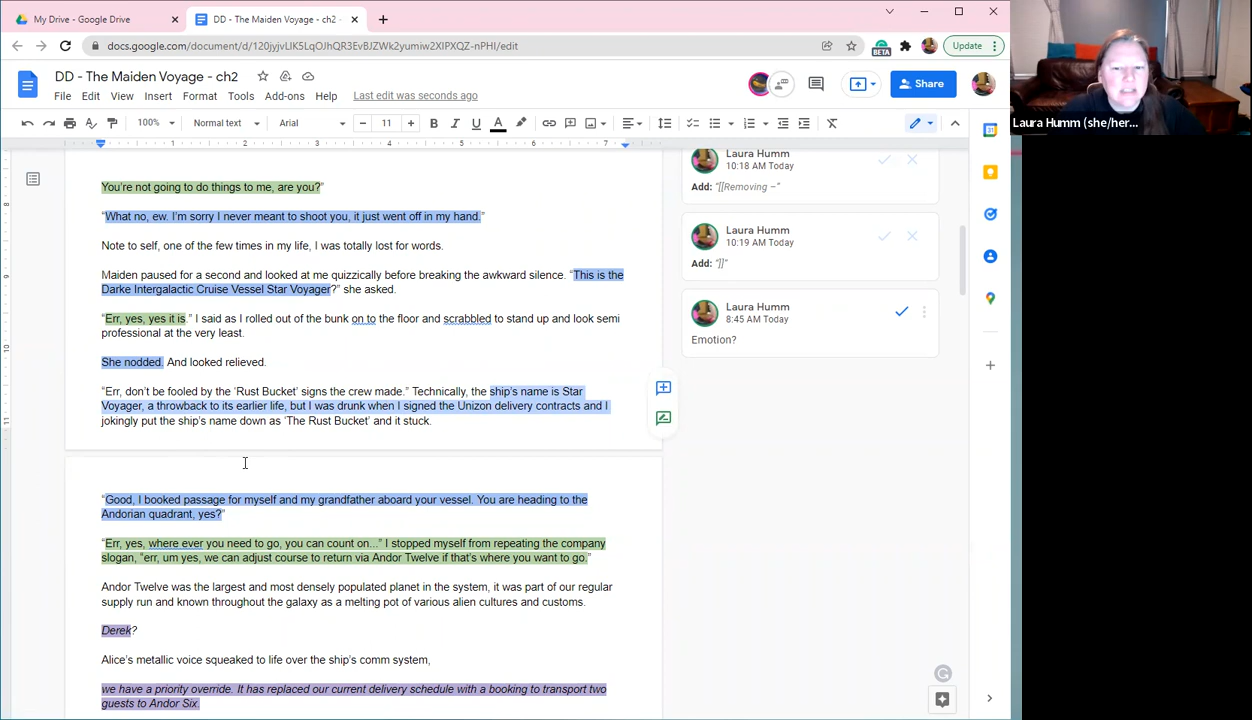 My Drive - Google Drive
DD - The Maiden Voyage - ch2 -
docs.google.com/document/d/120jyjvLlK5LqOJhQR3EvBJZWk2yumiw2XlPXQZ-nPHI/edit
BETA
Update
DD - The Maiden Voyage - ch2
File Edit View Insert Format Tools Add-ons Help Last edit was seconds ago
Share
100% Normal text Arial 11
Laura Humm (she/her...
You're not going to do things to me, are you?"
"What no, ew. I'm sorry I never meant to shoot you, it just went off in my hand."
Note to self, one of the few times in my life, I was totally lost for words.
Maiden paused for a second and looked at me quizzically before breaking the awkward silence. "This is the
Darke Intergalactic Cruise Vessel Star Voyager?" she asked.
"Err, yes, yes it is." I said as I rolled out of the bunk on to the floor and scrabbled to stand up and look semi
professional at the very least.
She nodded. And looked relieved.
"Err, don't be fooled by the 'Rust Bucket' signs the crew made." Technically, the ship's name is Star
Voyager, a throwback to its earlier life, but I was drunk when I signed the Unizon delivery contracts and I
jokingly put the ship's name down as 'The Rust Bucket' and it stuck.
"Good, I booked passage for myself and my grandfather aboard your vessel. You are heading to the
Andorian quadrant, yes?"
"Err, yes, where ever you need to go, you can count on..." I stopped myself from repeating the company
slogan, "err, um yes, we can adjust course to return via Andor Twelve if that's where you want to go."
Andor Twelve was the largest and most densely populated planet in the system, it was part of our regular
supply run and known throughout the galaxy as a melting pot of various alien cultures and customs.
Derek?
Alice's metallic voice squeaked to life over the ship's comm system,
we have a priority override. It has replaced our current delivery schedule with a booking to transport two
guests to Andor Six.
Laura Humm
10:18 AM Today
Add: "[[Removing –"
Laura Humm
10:19 AM Today
Add: "]]"
Laura Humm
8:45 AM Today
Emotion?